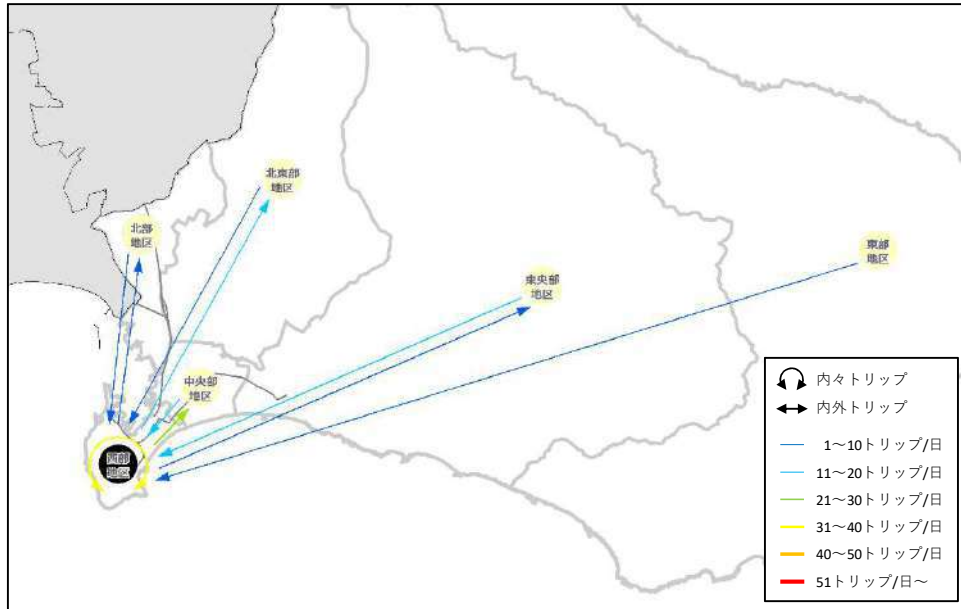 北東部
地区
北部
地区
東部
地区
東央部
地区
中央部
地区
西部
地区
内々トリップ
内外トリップ
1～10トリップ/日
11～20トリップ/日
21～30トリップ/日
31～40トリップ/日
40～50トリップ/日
51トリップ/日～